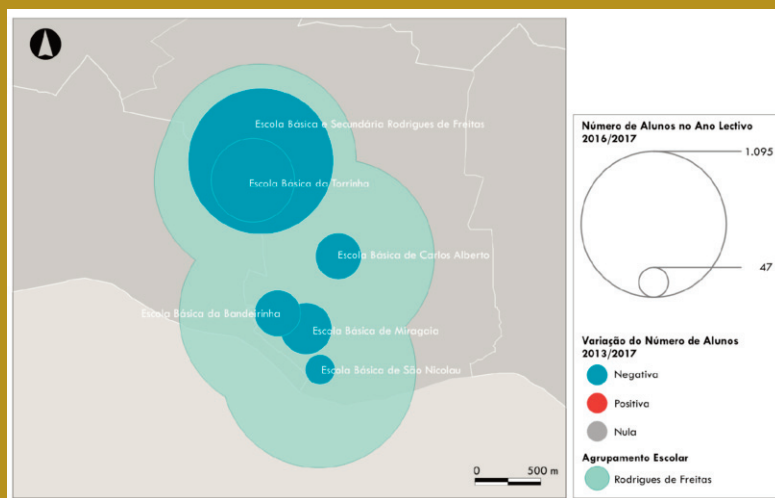 Escola Básica e Secundária Rodrigues de Freitas
Escola Básica da Torrinha
Escola Básica de Carlos Alberto
Escola Básica da Bandeirinha
Escola Básica de Miragaia
Escola Básica de São Nicolau
0 500 m
Número de Alunos no Ano Lectivo
2016/2017
1.095
47
Variação do Número de Alunos
2013/2017
Negativa
Positiva
Nula
Agrupamento Escolar
Rodrigues de Freitas